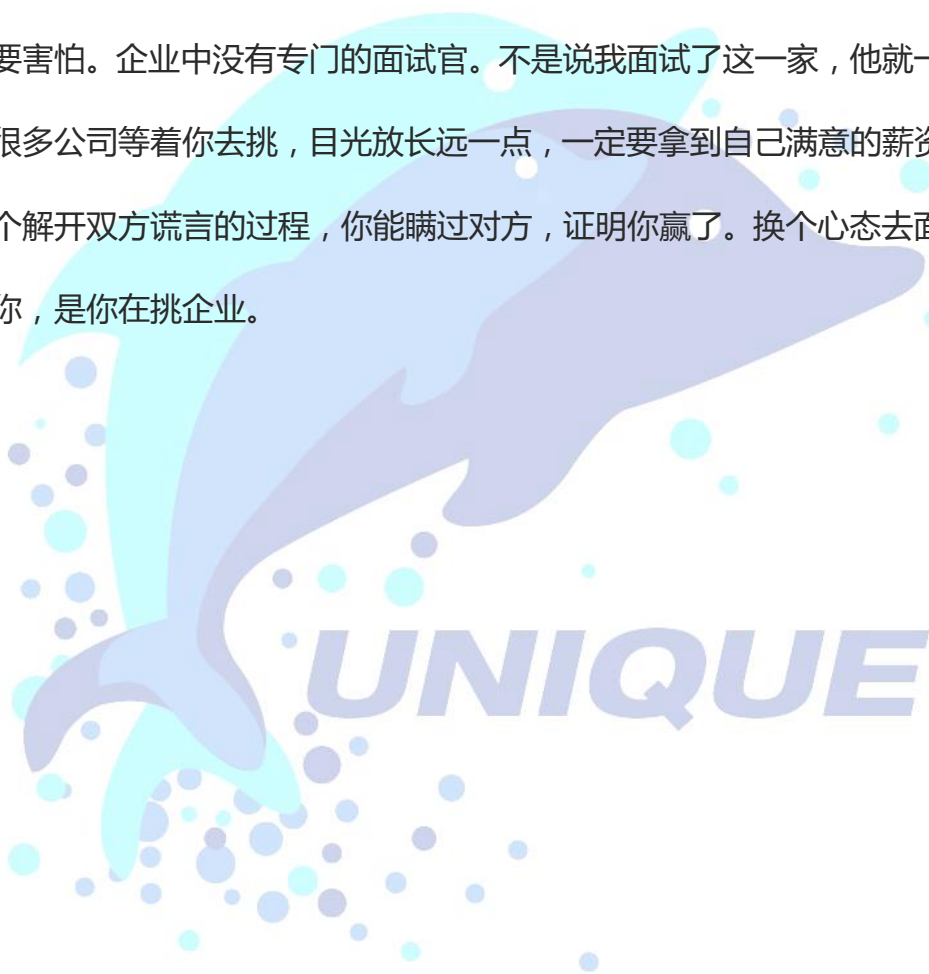 要害怕。企业中没有专门的面试官。不是说我面试了这一家，他就一
很多公司等着你去挑，目光放长远一点，一定要拿到自己满意的薪资
个解开双方谎言的过程，你能瞒过对方，证明你赢了。换个心态去面
你，是你在挑企业。
UNIQUE